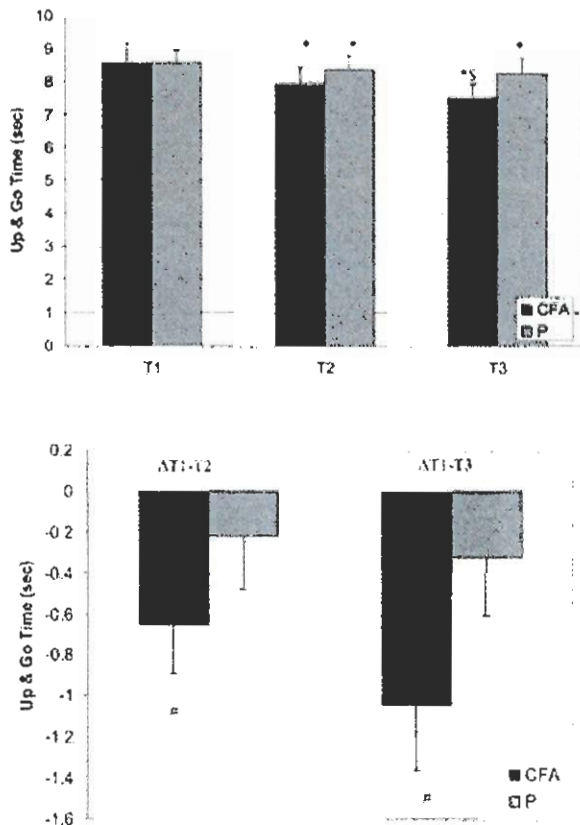 Up & Go Time (sec)
10
9
8
7
6
5
4
3
2
1
0
* *
*S
*
T1 T2 T3
CFA
P
Up & Go Time (sec)
0.2
0
-0.2
-0.4
-0.6
-0.8
-1
-1.2
-1.4
-1.6
ΔT1-T2 ΔT1-T3
#
#
CFA
P